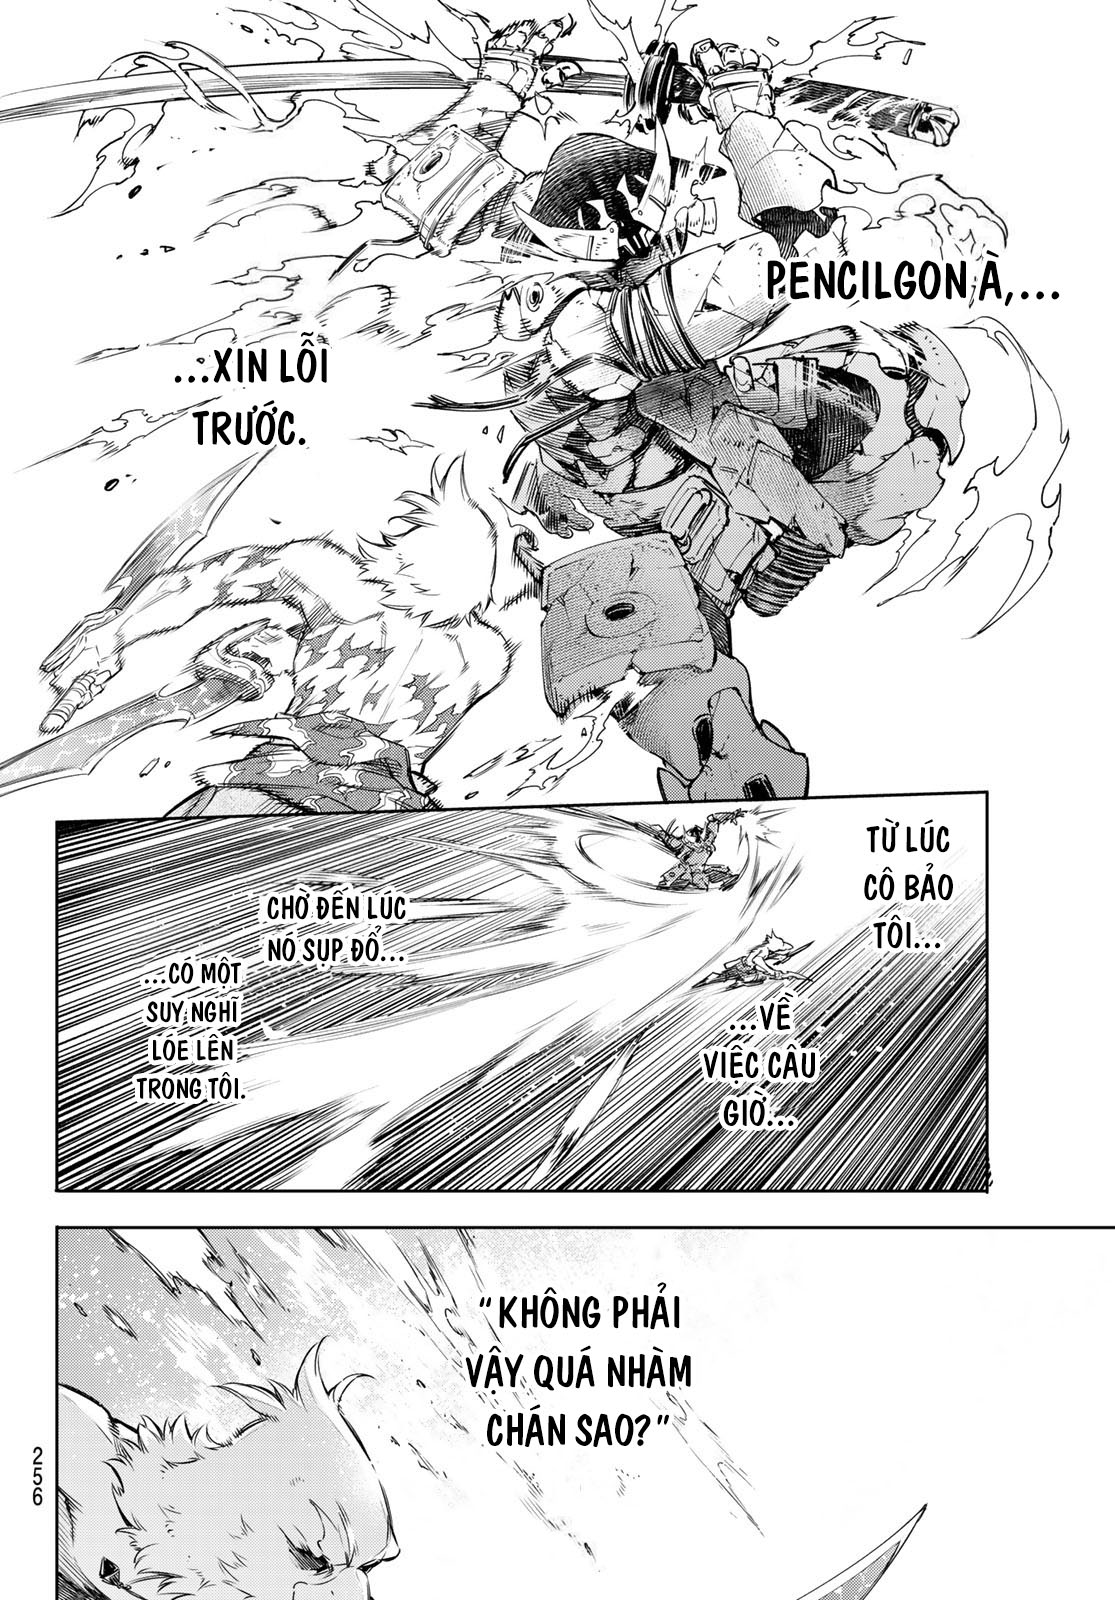 PENCILGON À,...
...XIN LỖI
TRƯỚC.
TỪ LÚC
CÔ BẢO
TÔI...
...VỀ
VIỆC CÂU
GIỜ...
CHỜ ĐẾN LÚC
NÓ SỤP ĐỔ...
...CÓ MỘT
SUY NGHĨ
LÓE LÊN
TRONG TÔI.
“KHÔNG PHẢI
VẬY QUÁ NHÀM
CHÁN SAO?”
256